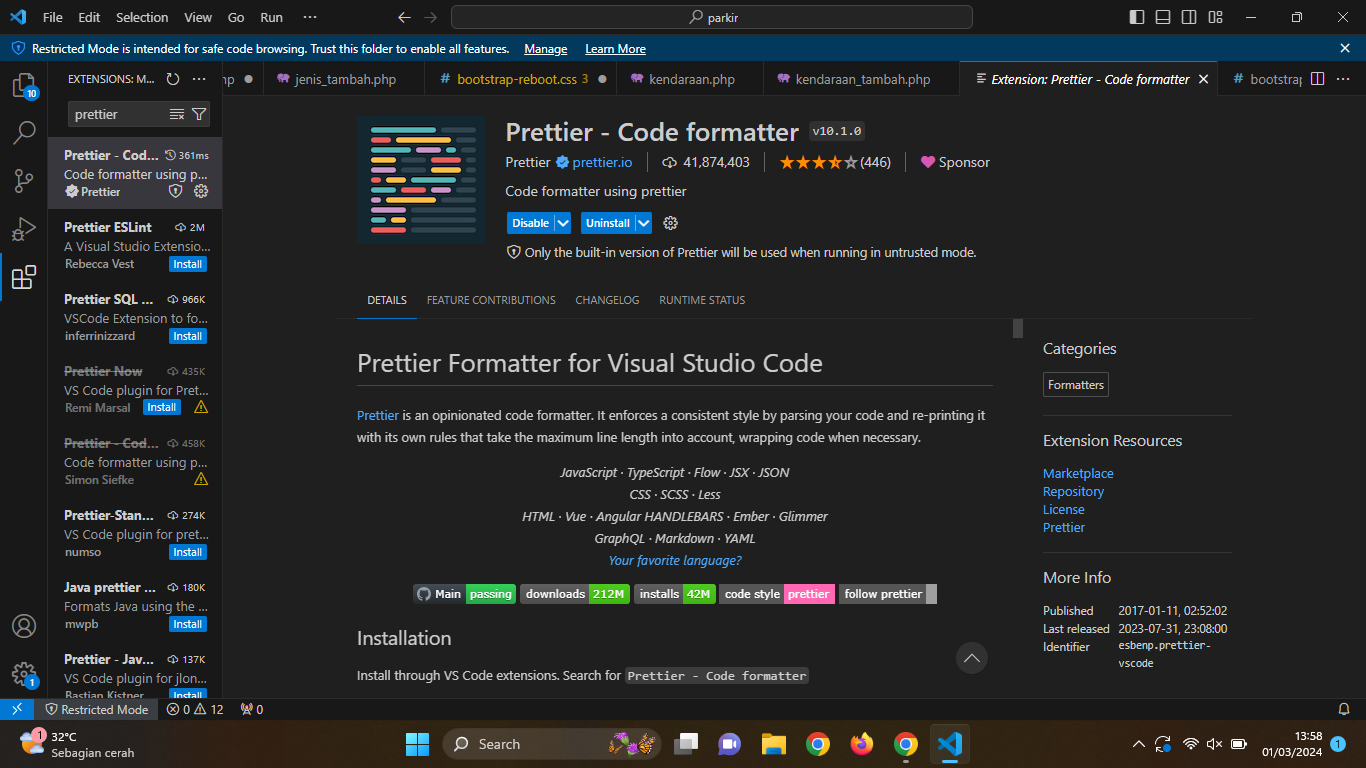 File Edit Selection View Go Run ···
parkir
Restricted Mode is intended for safe code browsing. Trust this folder to enable all features. Manage Learn More
EXTENSIONS: M...
jenis_tambah.php
# bootstrap-reboot.css 3
kendaraan.php
kendaraan_tambah.php
Extension: Prettier - Code formatter
# bootstrap
10
prettier
Prettier - Cod... 361ms
Code formatter using p...
Prettier
Prettier ESLint 2M
A Visual Studio Extensio...
Rebecca Vest Install
Prettier SQL ... 966K
VSCode Extension to fo...
inferrinizzard Install
Prettier Now 435K
VS Code plugin for Pret...
Remi Marsal Install
Prettier - Cod... 458K
Code formatter using p...
Simon Siefke
Prettier-Stan... 274K
VS Code plugin for pret...
numso Install
Java prettier ... 180K
Formats Java using the ...
mwpb Install
Prettier - Jav... 137K
VS Code plugin for jlon...
Bastian Kistner Install
1
Prettier - Code formatter v10.1.0
Prettier prettier.io 41,874,403 (446) Sponsor
Code formatter using prettier
Disable Uninstall
Only the built-in version of Prettier will be used when running in untrusted mode.
DETAILS FEATURE CONTRIBUTIONS CHANGELOG RUNTIME STATUS
Prettier Formatter for Visual Studio Code
Prettier is an opinionated code formatter. It enforces a consistent style by parsing your code and re-printing it
with its own rules that take the maximum line length into account, wrapping code when necessary.
JavaScript · TypeScript · Flow · JSX · JSON
CSS · SCSS · Less
HTML · Vue · Angular HANDLEBARS · Ember · Glimmer
GraphQL · Markdown · YAML
Your favorite language?
Main passing downloads 212M installs 42M code style prettier follow prettier
Installation
Install through VS Code extensions. Search for Prettier - Code formatter
Categories
Formatters
Extension Resources
Marketplace
Repository
License
Prettier
More Info
Published 2017-01-11, 02:52:02
Last released 2023-07-31, 23:08:00
Identifier esbenp.prettier-
vscode
Restricted Mode 0 12 0
1
32°C
Sebagian cerah
Search
13:58
01/03/2024
1